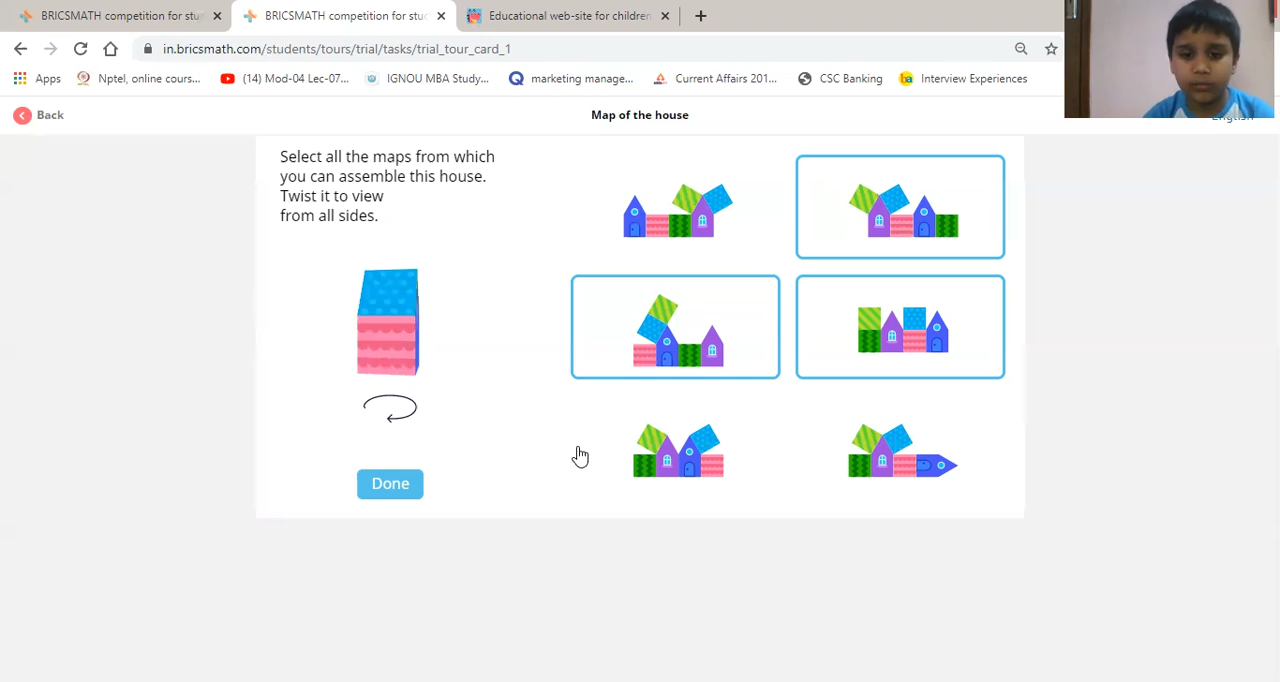 BRICSMATH competition for stu
BRICSMATH competition for stu
Educational web-site for children
in.bricsmath.com/students/tours/trial/tasks/trial_tour_card_1
Apps
Nptel, online cours...
(14) Mod-04 Lec-07...
IGNOU MBA Study...
marketing manage...
Current Affairs 201...
CSC Banking
Interview Experiences
Back
Map of the house
English
Select all the maps from which
you can assemble this house.
Twist it to view
from all sides.
Done